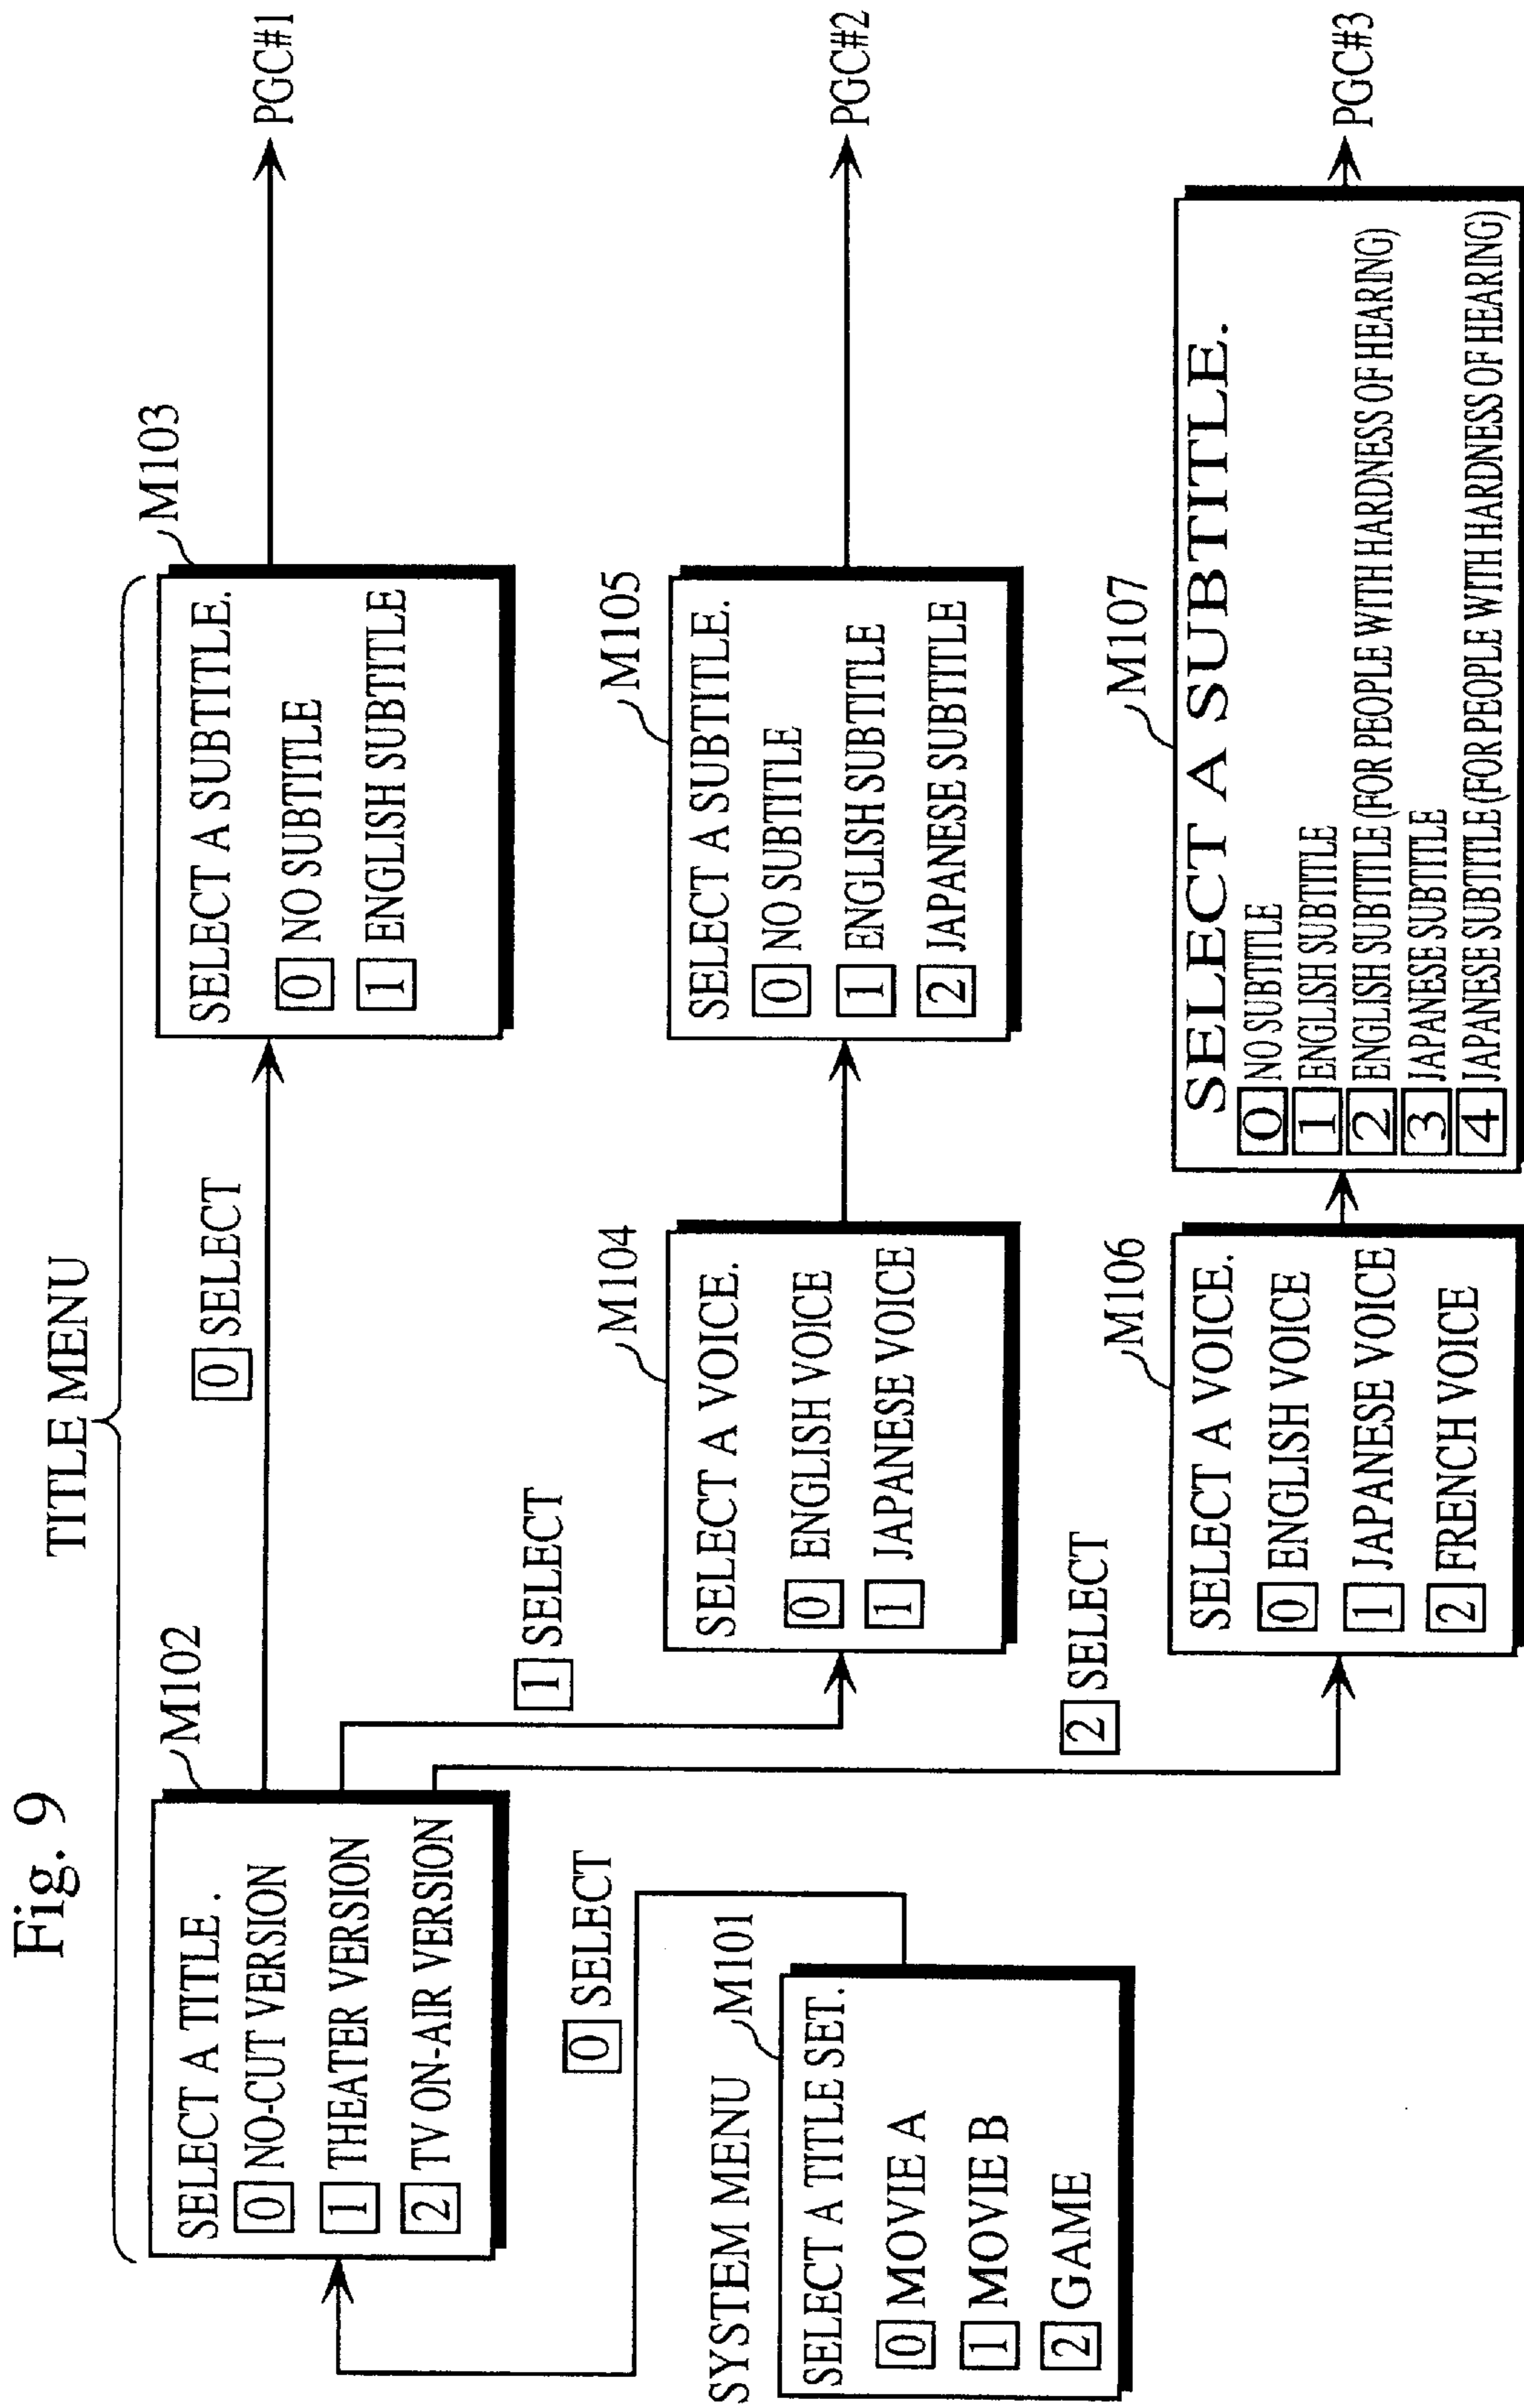 Fig. 9
TITLE MENU
M102
SELECT A TITLE .
0 NO-CUT VERSION
1 THEATER VERSION
2 TV ON-AIR VERSION
0 SELECT
M103
SELECT A SUBTITLE.
0 NO SUBTITLE
1 ENGLISH SUBTITLE
PGC#1
1 SELECT
M104
SELECT A VOICE.
0 ENGLISH VOICE
1 JAPANESE VOICE
M105
SELECT A SUBTITLE.
0 NO SUBTITLE
1 ENGLISH SUBTITLE
2 JAPANESE SUBTITLE
PGC#2
0 SELECT
SYSTEM MENU
M101
SELECT A TITLE SET.
0 MOVIE A
1 MOVIE B
2 GAME
2 SELECT
M106
SELECT A VOICE.
0 ENGLISH VOICE
1 JAPANESE VOICE
2 FRENCH VOICE
M107
SELECT A SUBTITLE.
0 NO SUBTITLE
1 ENGLISH SUBTITLE
2 ENGLISH SUBTITLE (FOR PEOPLE WITH HARDNESS OF HEARING)
3 JAPANESE SUBTITLE
4 JAPANESE SUBTITLE (FOR PEOPLE WITH HARDNESS OF HEARING)
PGC#3